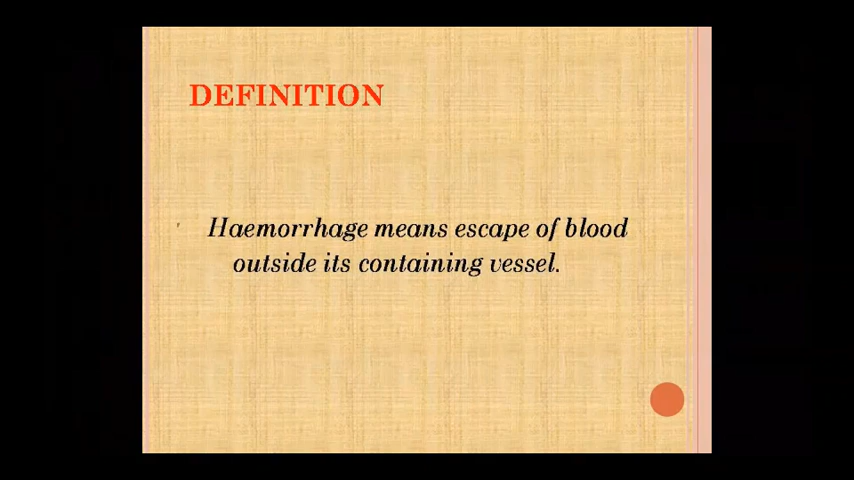 DEFINITION
Haemorrhage means escape of blood
outside its containing vessel.